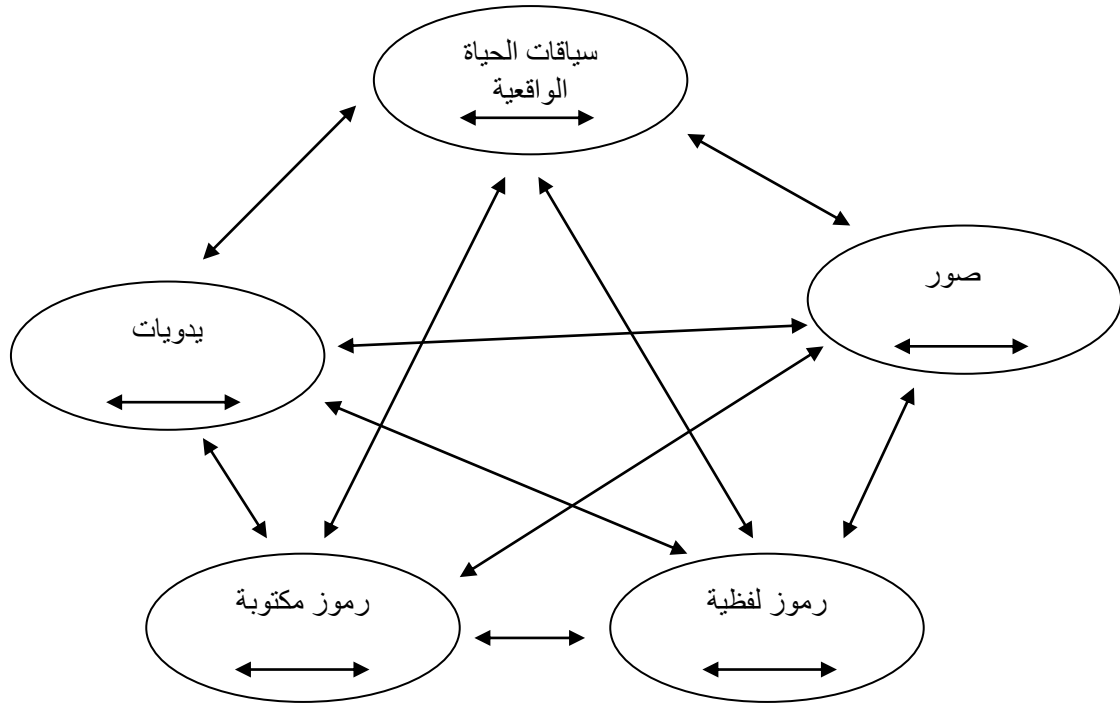 سياقات الحياة
الواقعية
صور
يدويات
رموز مكتوبة
رموز لفظية